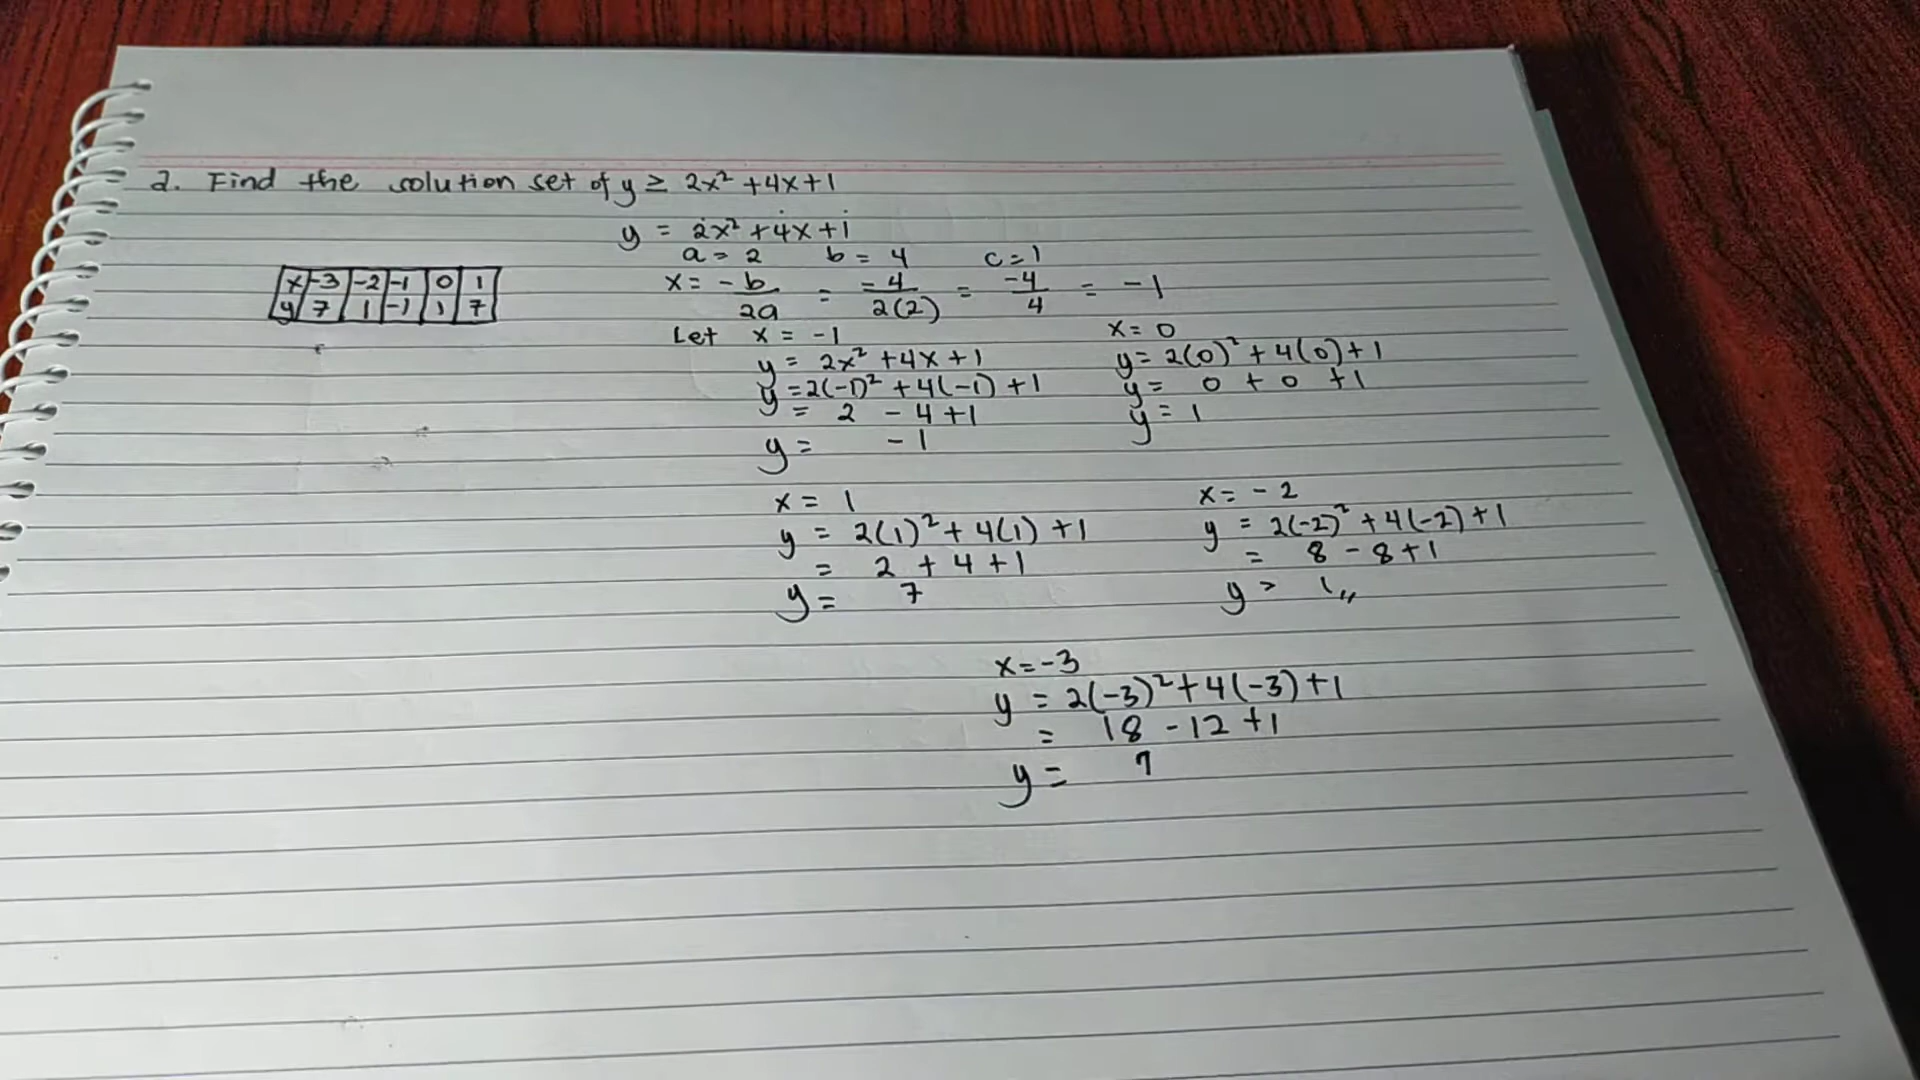 2. Find the solution set of y ≥ 2x² + 4x + 1
y = 2x² + 4x + 1
a = 2 b = 4 c = 1
x -3 -2 -1 0 1
y 7 1 -1 1 7
x = -b/2a = -4/2(2) = -4/4 = -1
Let x = -1
y = 2x² + 4x + 1
y = 2(-1)² + 4(-1) + 1
y = 2 - 4 + 1
y = -1
x = 0
y = 2(0)² + 4(0) + 1
y = 0 + 0 + 1
y = 1
x = 1
y = 2(1)² + 4(1) + 1
= 2 + 4 + 1
y = 7
x = -2
y = 2(-2)² + 4(-2) + 1
= 8 - 8 + 1
y = 1,,
x = -3
y = 2(-3)² + 4(-3) + 1
= 18 - 12 + 1
y = 7